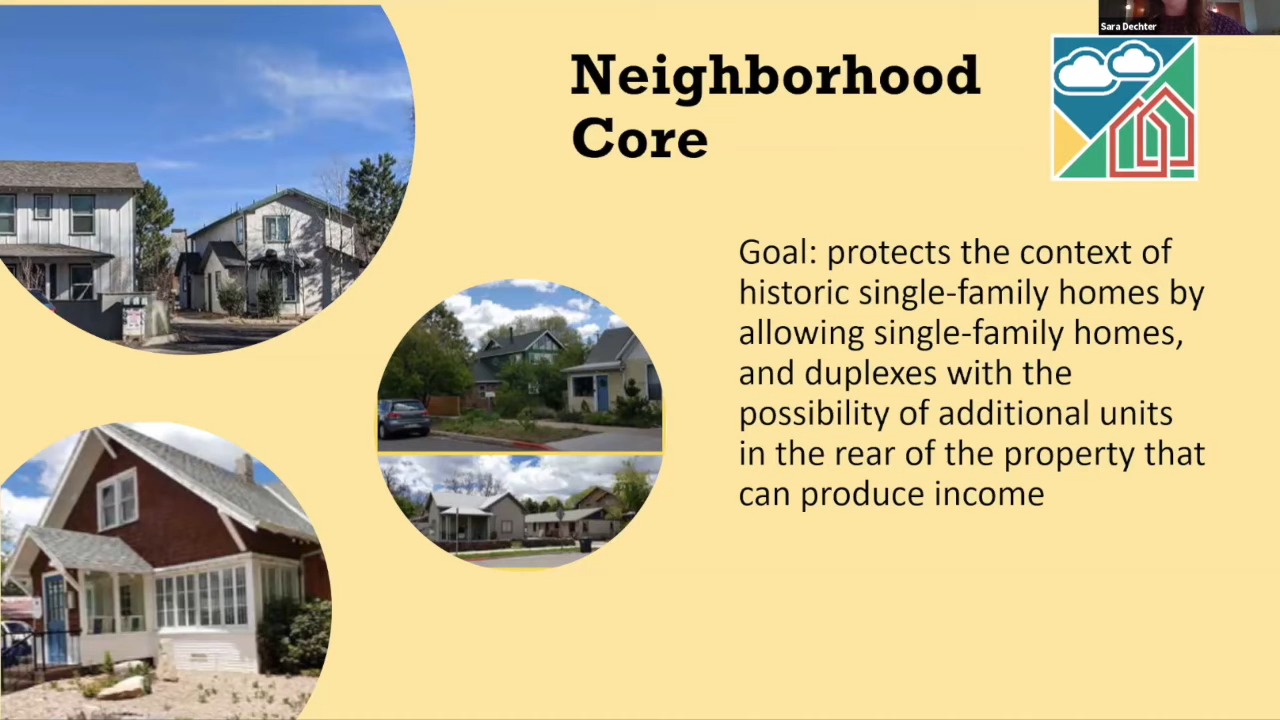 Sara Dechter
Neighborhood
Core
Goal: protects the context of
historic single-family homes by
allowing single-family homes,
and duplexes with the
possibility of additional units
in the rear of the property that
can produce income